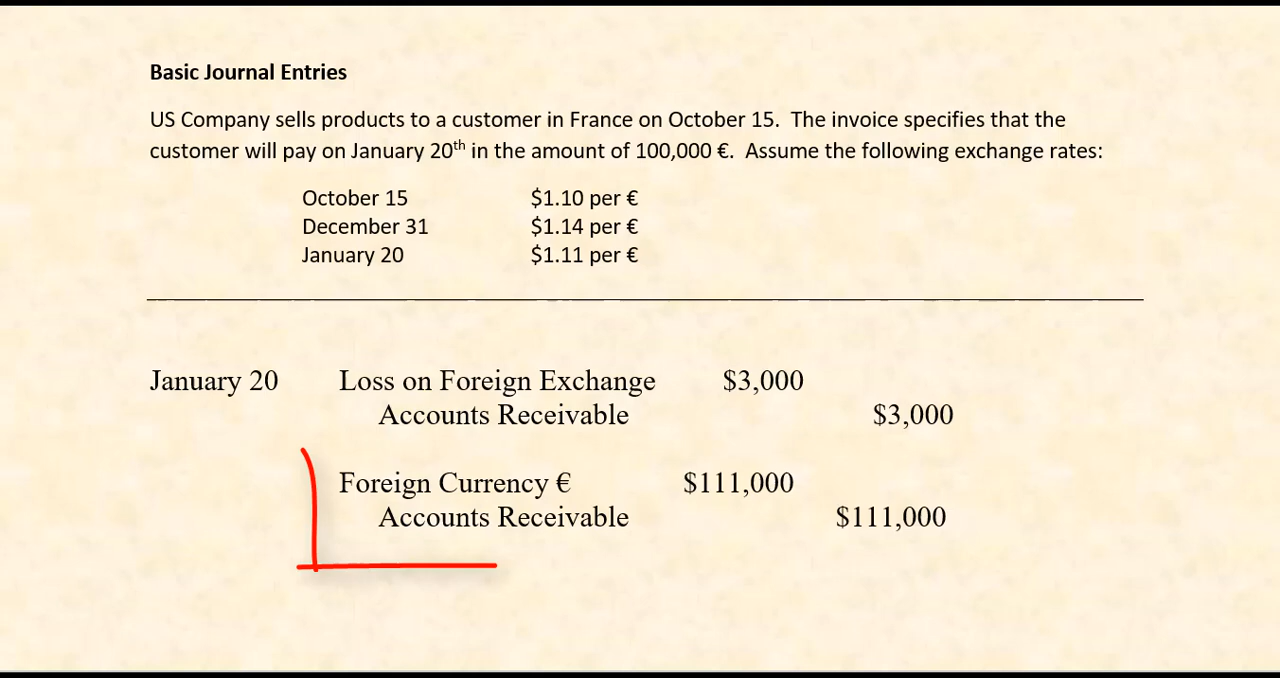 Basic Journal Entries
US Company sells products to a customer in France on October 15. The invoice specifies that the
customer will pay on January 20th in the amount of 100,000 €. Assume the following exchange rates:
October 15 $1.10 per €
December 31 $1.14 per €
January 20 $1.11 per €
January 20 Loss on Foreign Exchange $3,000
Accounts Receivable $3,000
Foreign Currency € $111,000
Accounts Receivable $111,000